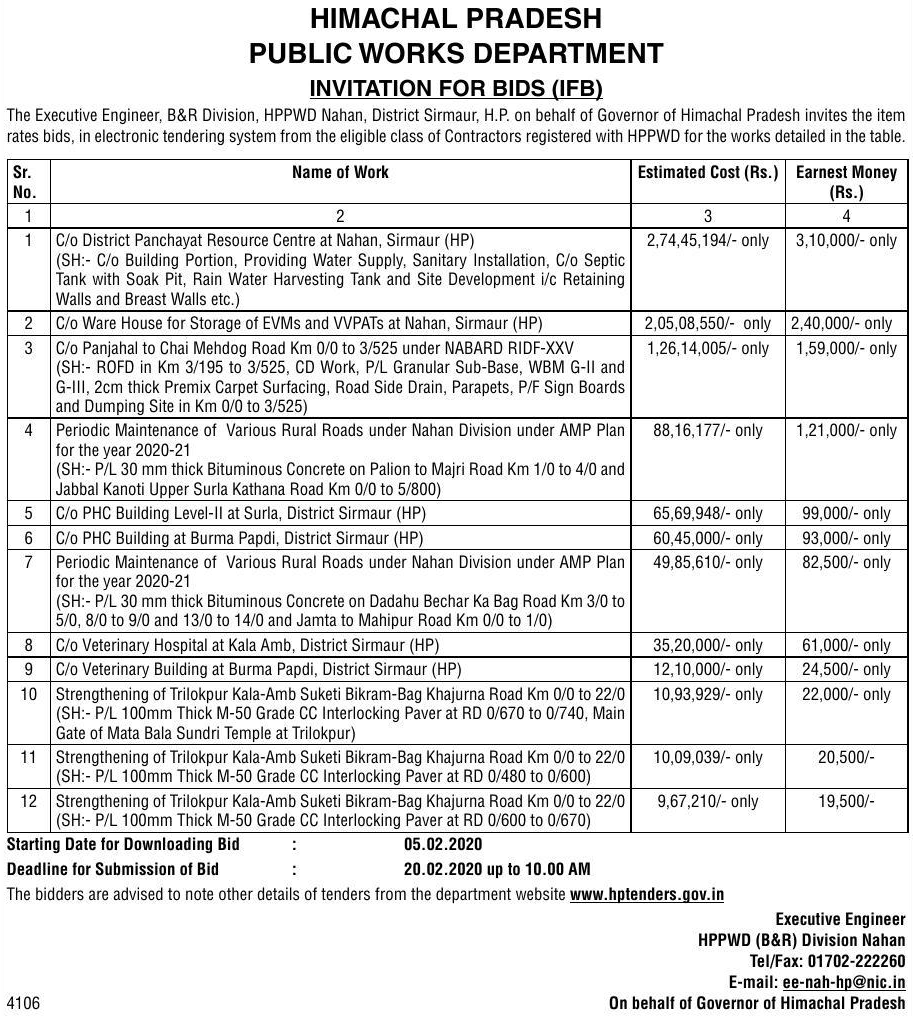 HIMACHAL PRADESH
PUBLIC WORKS DEPARTMENT
INVITATION FOR BIDS (IFB)
The Executive Engineer, B&R Division, HPPWD Nahan, District Sirmaur, H.P. on behalf of Governor of Himachal Pradesh invites the item
rates bids, in electronic tendering system from the eligible class of Contractors registered with HPPWD for the works detailed in the table.
Sr. No. Name of Work Estimated Cost (Rs.) Earnest Money (Rs.)
1 2 3 4
1 C/o District Panchayat Resource Centre at Nahan, Sirmaur (HP) 2,74,45,194/- only 3,10,000/- only
(SH:- C/o Building Portion, Providing Water Supply, Sanitary Installation, C/o Septic
Tank with Soak Pit, Rain Water Harvesting Tank and Site Development i/c Retaining
Walls and Breast Walls etc.)
2 C/o Ware House for Storage of EVMs and VVPATs at Nahan, Sirmaur (HP) 2,05,08,550/- only 2,40,000/- only
3 C/o Panjahal to Chai Mehdog Road Km 0/0 to 3/525 under NABARD RIDF-XXV 1,26,14,005/- only 1,59,000/- only
(SH:- ROFD in Km 3/195 to 3/525, CD Work, P/L Granular Sub-Base, WBM G-II and
G-III, 2cm thick Premix Carpet Surfacing, Road Side Drain, Parapets, P/F Sign Boards
and Dumping Site in Km 0/0 to 3/525)
4 Periodic Maintenance of Various Rural Roads under Nahan Division under AMP Plan 88,16,177/- only 1,21,000/- only
for the year 2020-21
(SH:- P/L 30 mm thick Bituminous Concrete on Palion to Majri Road Km 1/0 to 4/0 and
Jabbal Kanoti Upper Surla Kathana Road Km 0/0 to 5/800)
5 C/o PHC Building Level-II at Surla, District Sirmaur (HP) 65,69,948/- only 99,000/- only
6 C/o PHC Building at Burma Papdi, District Sirmaur (HP) 60,45,000/- only 93,000/- only
7 Periodic Maintenance of Various Rural Roads under Nahan Division under AMP Plan 49,85,610/- only 82,500/- only
for the year 2020-21
(SH:- P/L 30 mm thick Bituminous Concrete on Dadahu Bechar Ka Bag Road Km 3/0 to
5/0, 8/0 to 9/0 and 13/0 to 14/0 and Jamta to Mahipur Road Km 0/0 to 1/0)
8 C/o Veterinary Hospital at Kala Amb, District Sirmaur (HP) 35,20,000/- only 61,000/- only
9 C/o Veterinary Building at Burma Papdi, District Sirmaur (HP) 12,10,000/- only 24,500/- only
10 Strengthening of Trilokpur Kala-Amb Suketi Bikram-Bag Khajurna Road Km 0/0 to 22/0 10,93,929/- only 22,000/- only
(SH:- P/L 100mm Thick M-50 Grade CC Interlocking Paver at RD 0/670 to 0/740, Main
Gate of Mata Bala Sundri Temple at Trilokpur)
11 Strengthening of Trilokpur Kala-Amb Suketi Bikram-Bag Khajurna Road Km 0/0 to 22/0 10,09,039/- only 20,500/-
(SH:- P/L 100mm Thick M-50 Grade CC Interlocking Paver at RD 0/480 to 0/600)
12 Strengthening of Trilokpur Kala-Amb Suketi Bikram-Bag Khajurna Road Km 0/0 to 22/0 9,67,210/- only 19,500/-
(SH:- P/L 100mm Thick M-50 Grade CC Interlocking Paver at RD 0/600 to 0/670)
Starting Date for Downloading Bid : 05.02.2020
Deadline for Submission of Bid : 20.02.2020 up to 10.00 AM
The bidders are advised to note other details of tenders from the department website www.hptenders.gov.in
Executive Engineer
HPPWD (B&R) Division Nahan
Tel/Fax: 01702-222260
E-mail: ee-nah-hp@nic.in
4106 On behalf of Governor of Himachal Pradesh